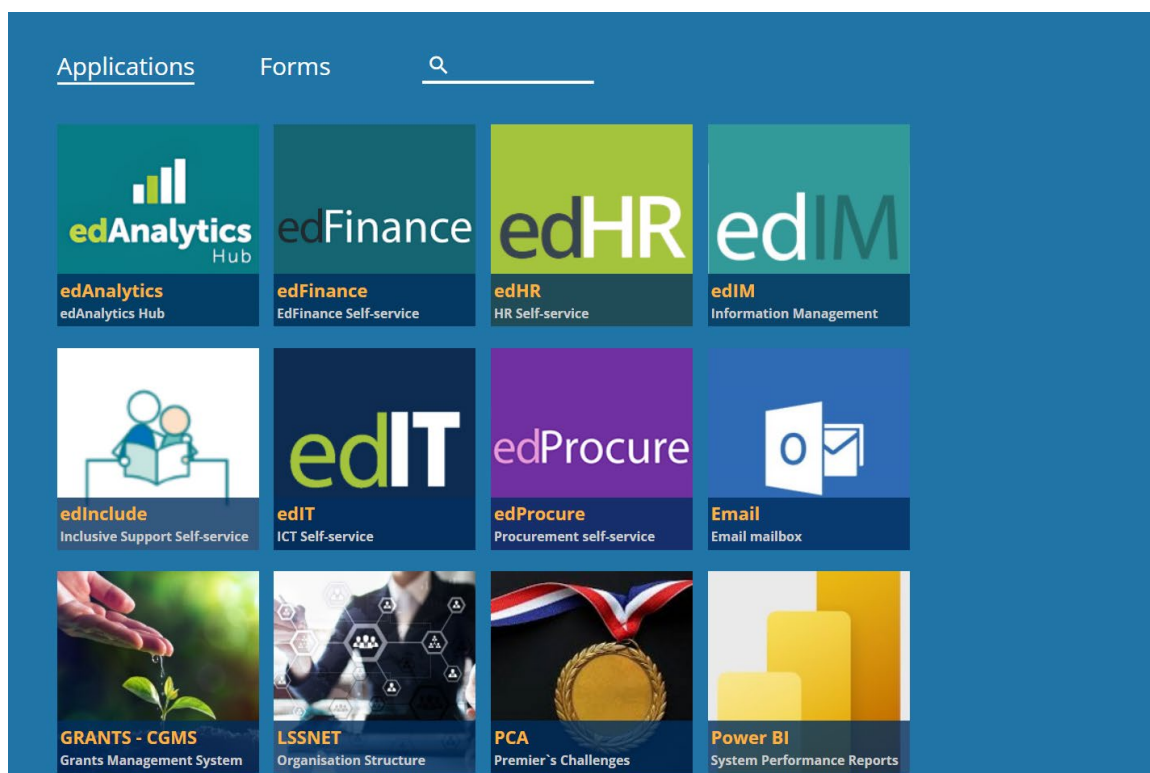 Applications Forms
edAnalytics
Hub
edFinance
edHR
edIM
edAnalytics
edAnalytics Hub
edFinance
EdFinance Self-service
edHR
HR Self-service
edIM
Information Management
edIT
edProcure
O
edInclude
Inclusive Support Self-service
edIT
ICT Self-service
edProcure
Procurement self-service
Email
Email mailbox
GRANTS - CGMS
Grants Management System
LSSNET
Organisation Structure
PCA
Premier`s Challenges
Power BI
System Performance Reports